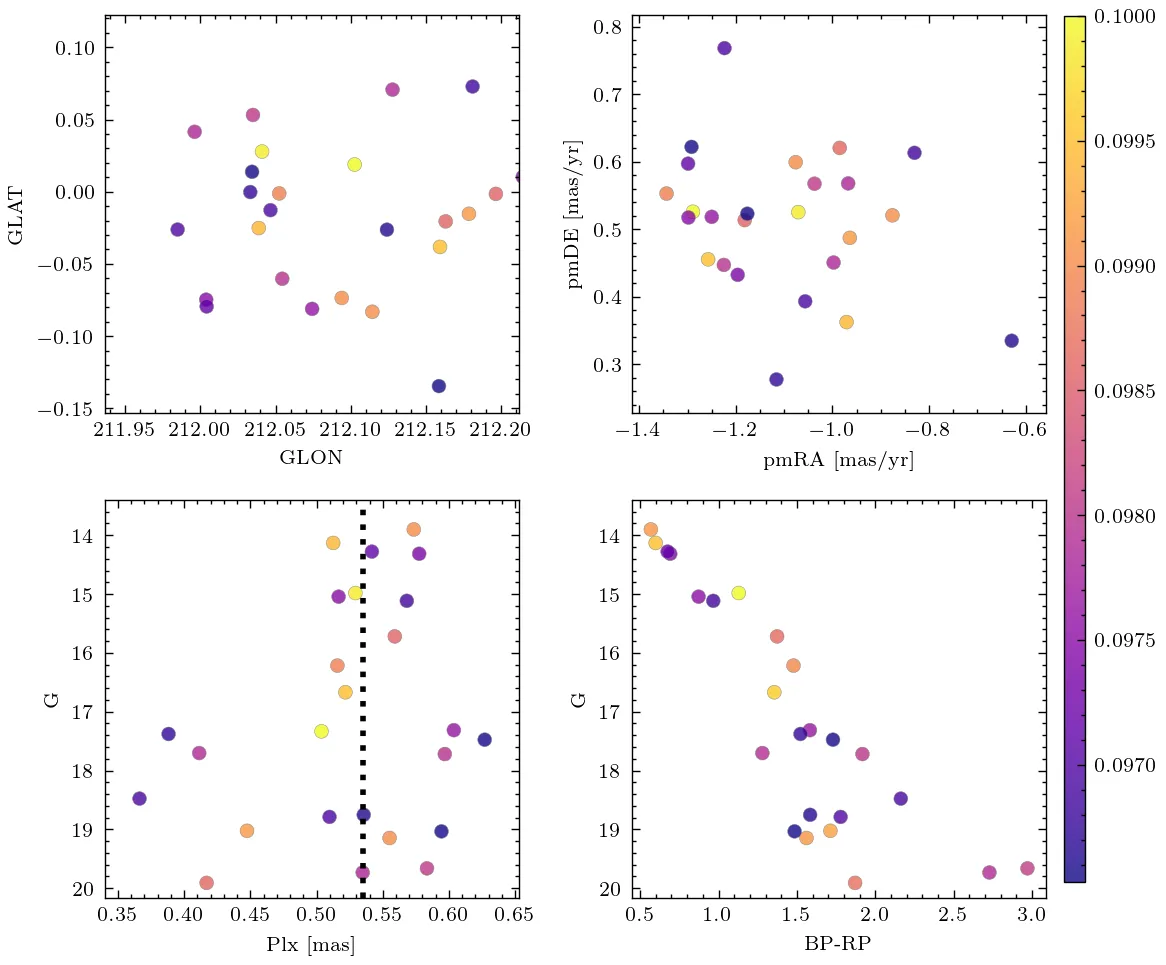 0.10
0.05
0.00
−0.05
−0.10
−0.15
GLAT
211.95 212.00 212.05 212.10 212.15 212.20
GLON
0.8
0.7
0.6
0.5
0.4
0.3
pmDE [mas/yr]
−1.4 −1.2 −1.0 −0.8 −0.6
pmRA [mas/yr]
0.1000
0.0995
0.0990
0.0985
0.0980
0.0975
0.0970
14
15
16
17
18
19
20
G
0.35 0.40 0.45 0.50 0.55 0.60 0.65
Plx [mas]
14
15
16
17
18
19
20
G
0.5 1.0 1.5 2.0 2.5 3.0
BP-RP